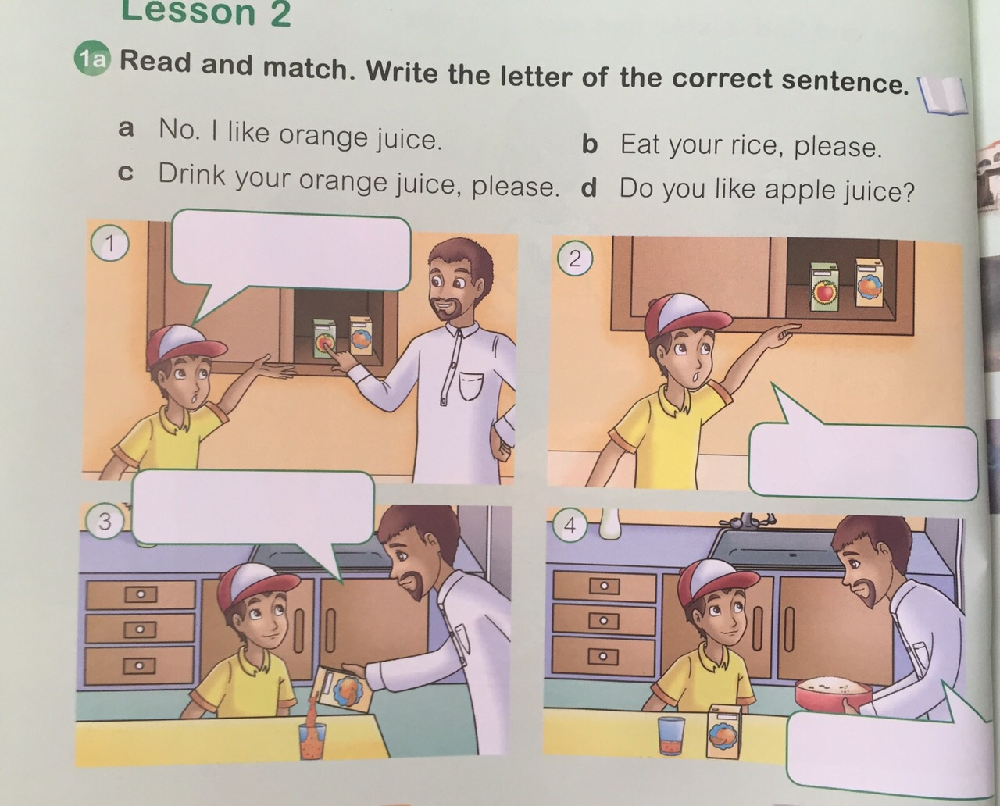 Lesson 2
1a Read and match. Write the letter of the correct sentence.
a No. I like orange juice.
b Eat your rice, please.
c Drink your orange juice, please.
d Do you like apple juice?
1
2
3
4